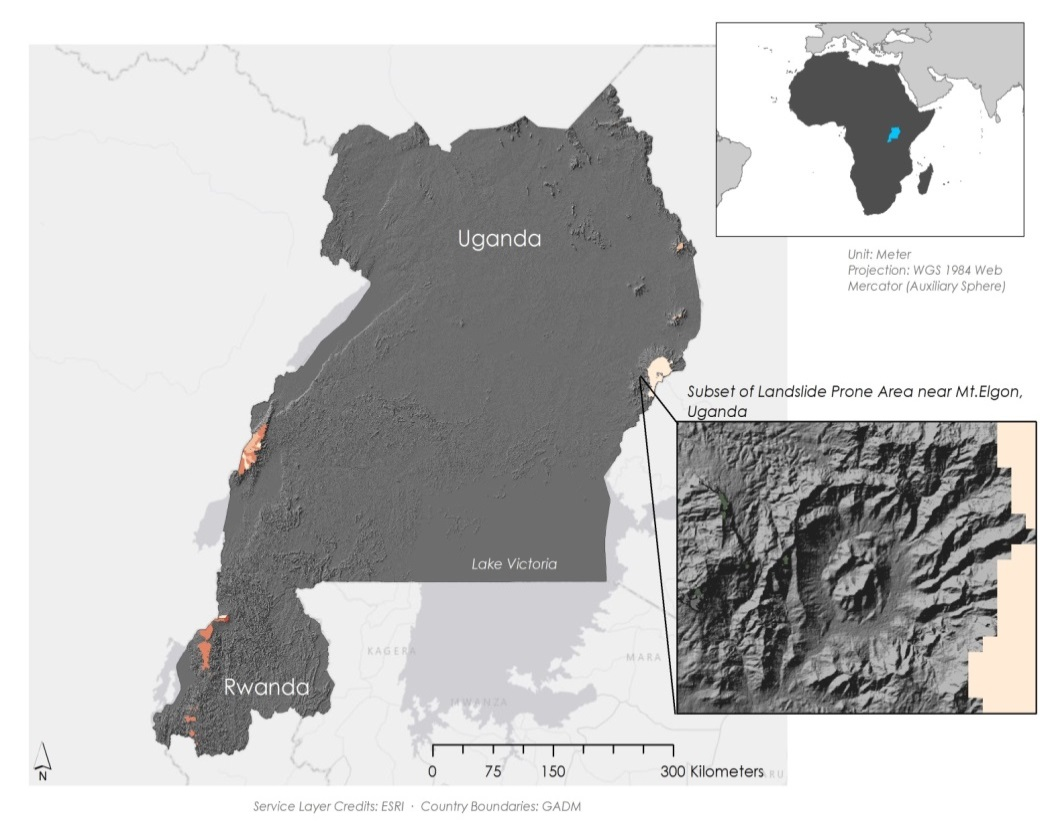 Uganda
Unit: Meter
Projection: WGS 1984 Web
Mercator (Auxiliary Sphere)
Subset of Landslide Prone Area near Mt.Elgon,
Uganda
Lake Victoria
KAGERA
MARA
Rwanda
MWANZA
N
0 75 150 300 Kilometers
Service Layer Credits: ESRI · Country Boundaries: GADM